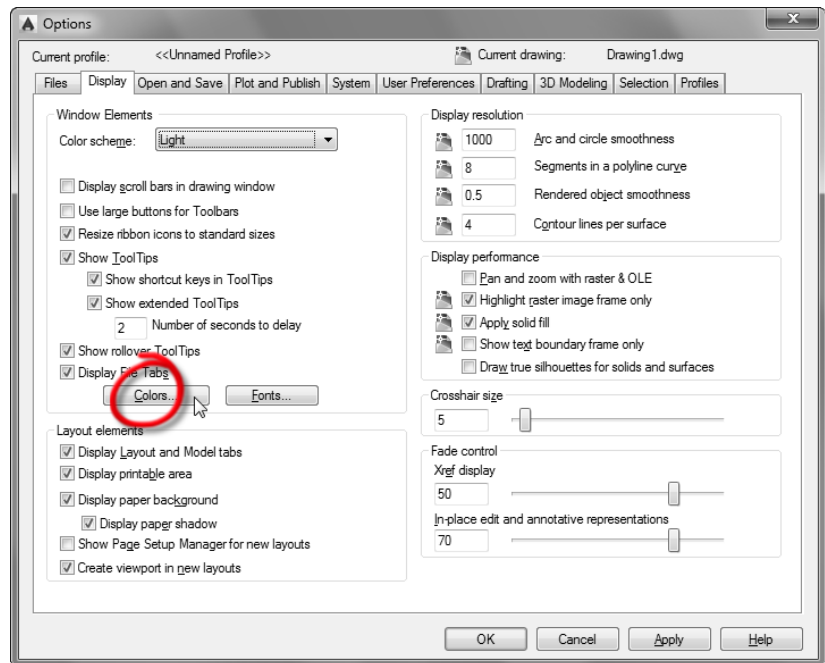 Options
x
Current profile: <<Unnamed Profile>> Current drawing: Drawing1.dwg
Files Display Open and Save Plot and Publish System User Preferences Drafting 3D Modeling Selection Profiles
Window Elements
Color scheme: Light
Display scroll bars in drawing window
Use large buttons for Toolbars
Resize ribbon icons to standard sizes
Show ToolTips
Show shortcut keys in ToolTips
Show extended ToolTips
2 Number of seconds to delay
Show rollover ToolTips
Display File Tabs
Colors... Fonts...
Layout elements
Display Layout and Model tabs
Display printable area
Display paper background
Display paper shadow
Show Page Setup Manager for new layouts
Create viewport in new layouts
Display resolution
1000 Arc and circle smoothness
8 Segments in a polyline curve
0.5 Rendered object smoothness
4 Contour lines per surface
Display performance
Pan and zoom with raster & OLE
Highlight raster image frame only
Apply solid fill
Show text boundary frame only
Draw true silhouettes for solids and surfaces
Crosshair size
5
Fade control
Xref display
50
In-place edit and annotative representations
70
OK Cancel Apply Help